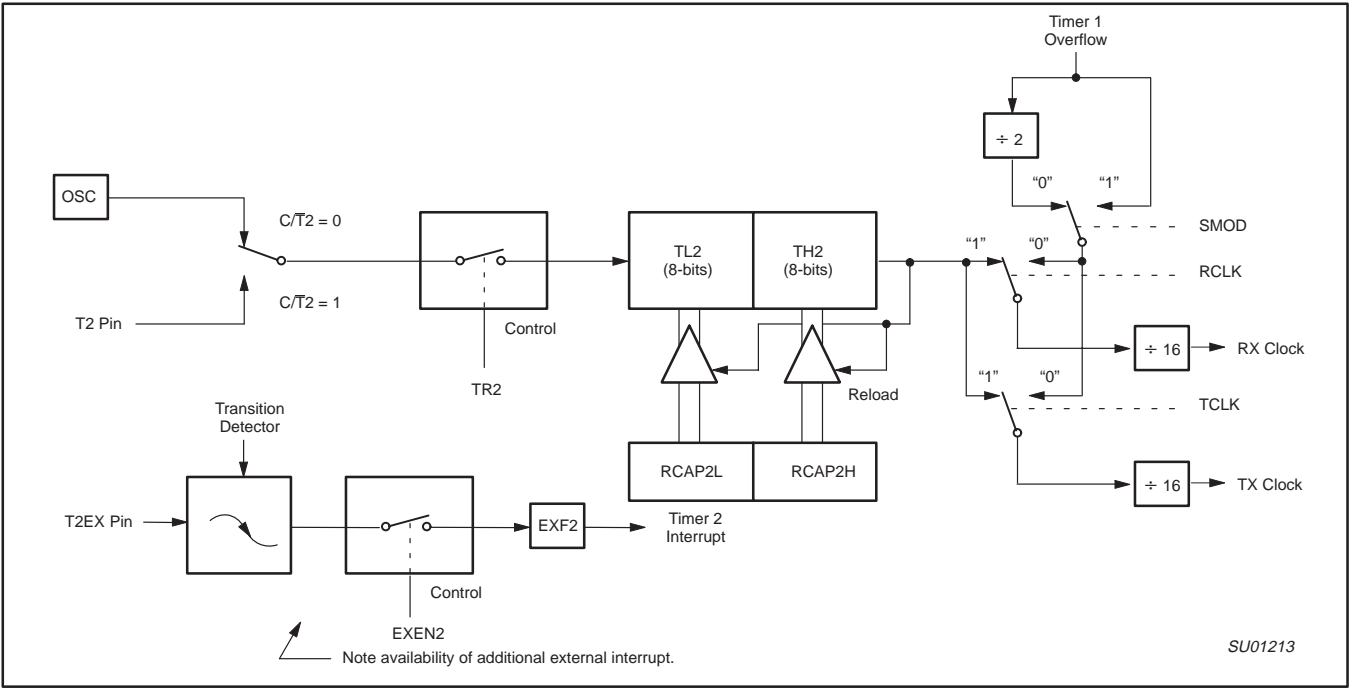 Timer 1
Overflow
÷ 2
“0”
“1”
OSC
C/T̅2 = 0
TL2
(8-bits)
TH2
(8-bits)
SMOD
“1”
“0”
RCLK
C/T̅2 = 1
T2 Pin
Control
÷ 16
RX Clock
TR2
Reload
“1”
“0”
TCLK
Transition
Detector
RCAP2L
RCAP2H
÷ 16
TX Clock
T2EX Pin
EXF2
Timer 2
Interrupt
Control
EXEN2
Note availability of additional external interrupt.
SU01213